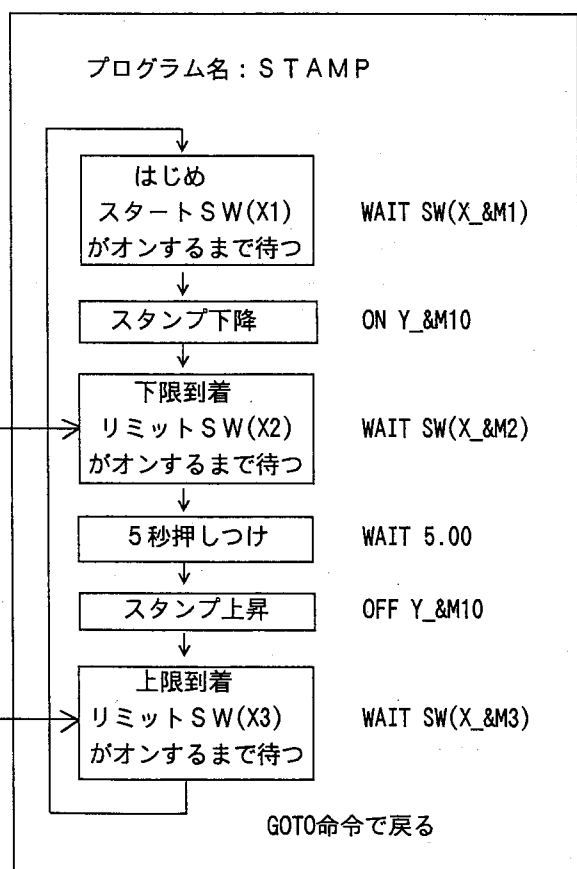 プログラム名：ＳＴＡＭＰ
はじめ
スタートＳＷ(X1)
がオンするまで待つ
WAIT SW(X_&M1)
スタンプ下降
ON Y_&M10
下限到着
リミットＳＷ(X2)
がオンするまで待つ
WAIT SW(X_&M2)
５秒押しつけ
WAIT 5.00
スタンプ上昇
OFF Y_&M10
上限到着
リミットＳＷ(X3)
がオンするまで待つ
WAIT SW(X_&M3)
GOTO命令で戻る